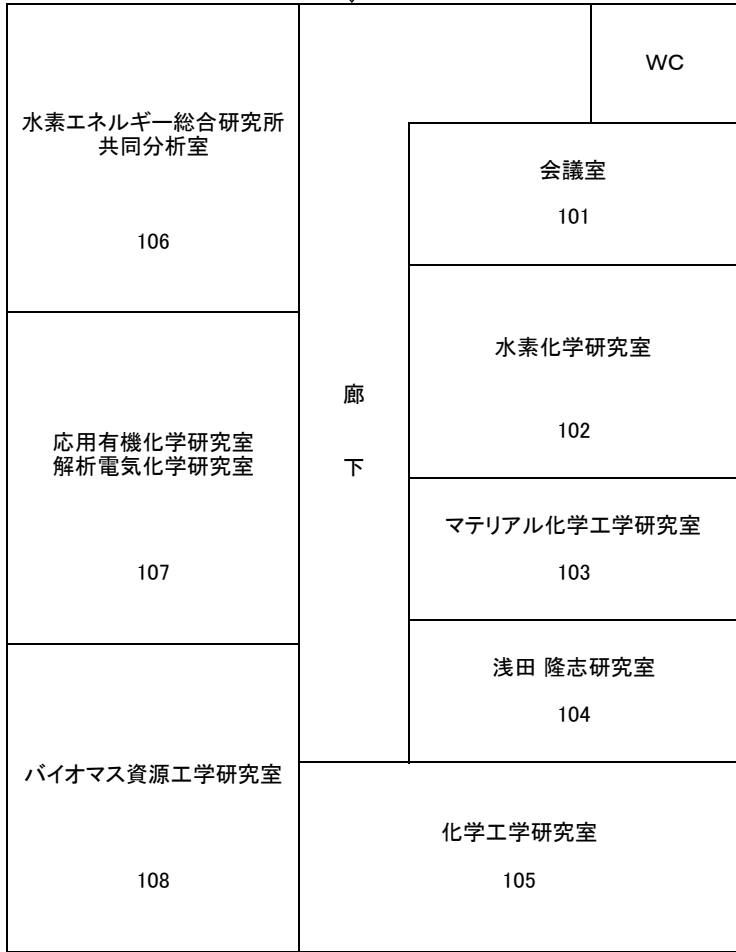 WC
水素エネルギー総合研究所
共同分析室
106
会議室
101
水素化学研究室
102
廊
下
応用有機化学研究室
解析電気化学研究室
107
マテリアル化学工学研究室
103
浅田 隆志研究室
104
バイオマス資源工学研究室
108
化学工学研究室
105